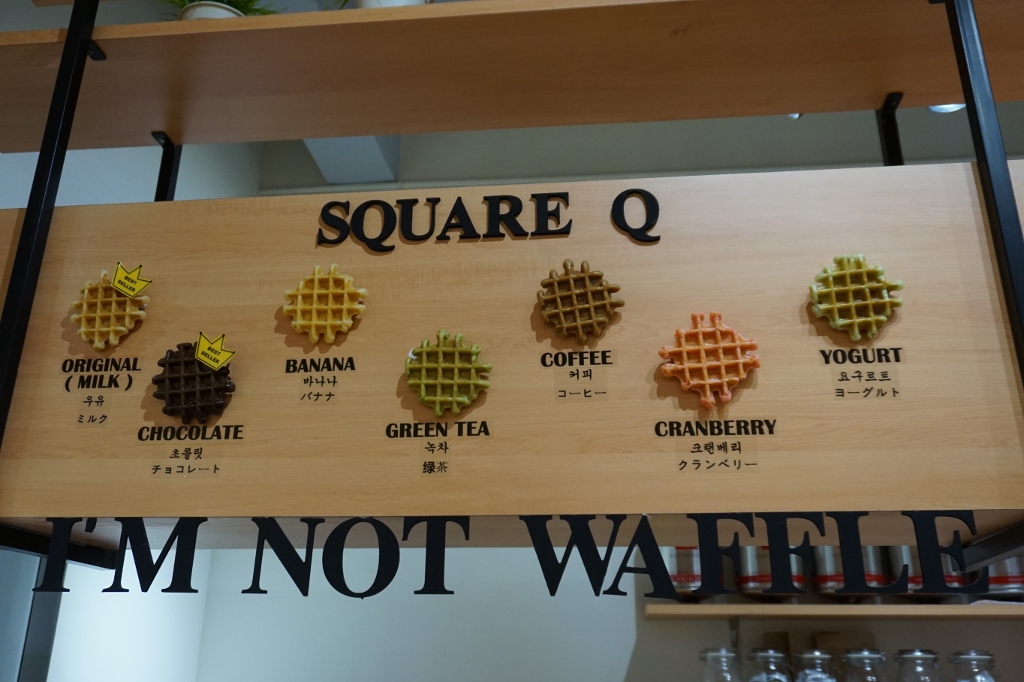 SQUARE Q
BEST SELLER
ORIGINAL
( MILK )
우유
ミルク
BEST SELLER
CHOCOLATE
초콜릿
チョコレート
BANANA
바나나
バナナ
GREEN TEA
녹차
绿茶
COFFEE
커피
コーヒー
CRANBERRY
크랜베리
クランベリー
YOGURT
요구르트
ヨーグルト
I'M NOT WAFFLE